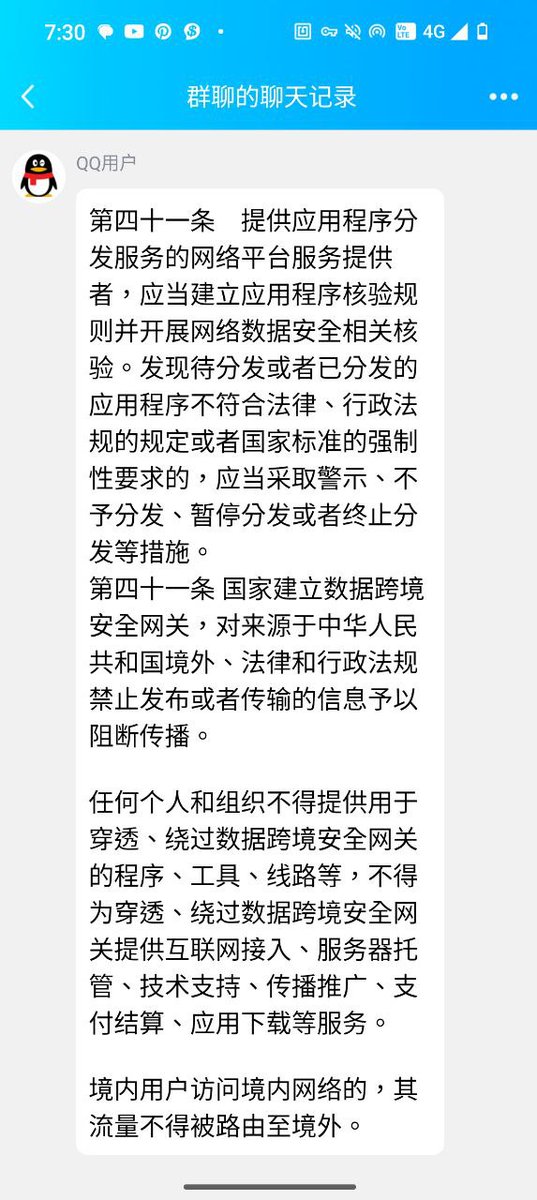 7:30
Vo
LTE
4G
群聊的聊天记录
QQ用户
第四十一条　提供应用程序分
发服务的网络平台服务提供
者，应当建立应用程序核验规
则并开展网络数据安全相关核
验。发现待分发或者已分发的
应用程序不符合法律、行政法
规的规定或者国家标准的强制
性要求的，应当采取警示、不
予分发、暂停分发或者终止分
发等措施。
第四十一条 国家建立数据跨境
安全网关，对来源于中华人民
共和国境外、法律和行政法规
禁止发布或者传输的信息予以
阻断传播。
任何个人和组织不得提供用于
穿透、绕过数据跨境安全网关
的程序、工具、线路等，不得
为穿透、绕过数据跨境安全网
关提供互联网接入、服务器托
管、技术支持、传播推广、支
付结算、应用下载等服务。
境内用户访问境内网络的，其
流量不得被路由至境外。